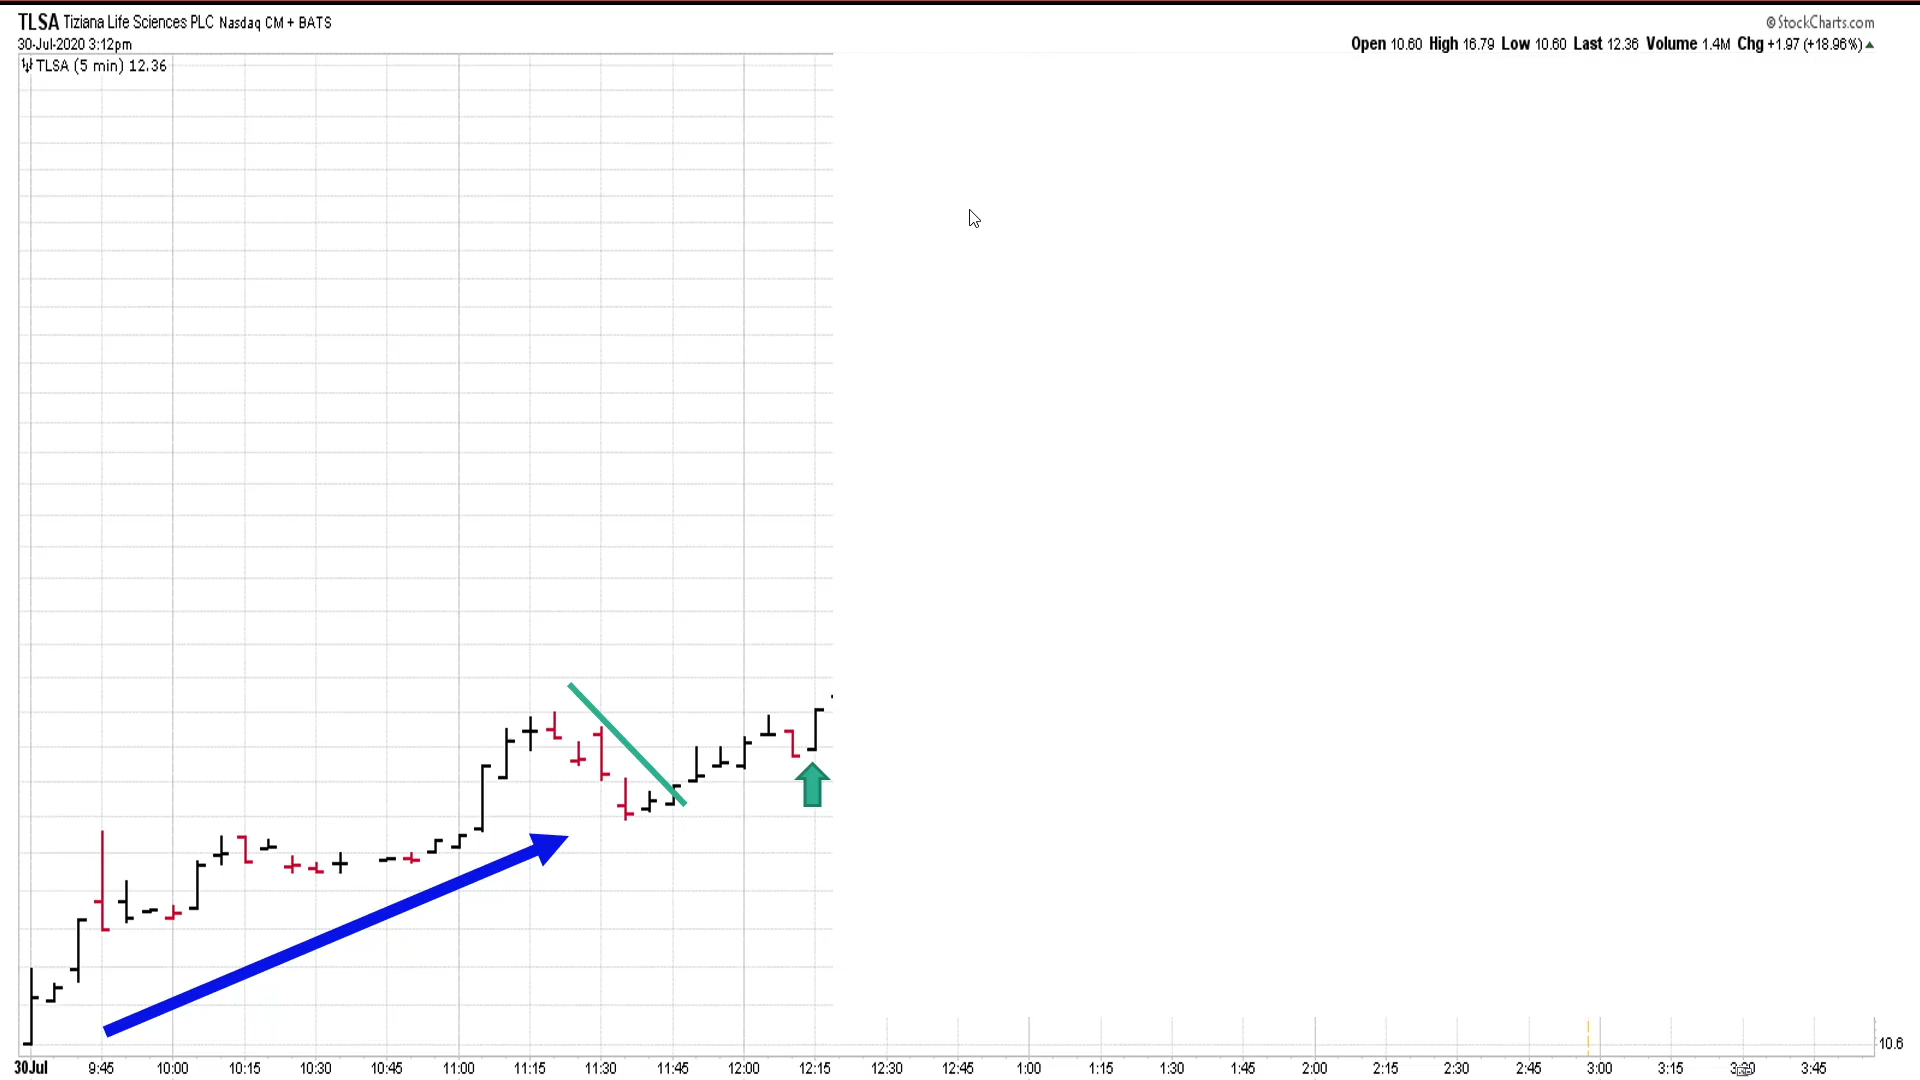 TLSA Tiziana Life Sciences PLC Nasdaq CM + BATS
© StockCharts.com
30-Jul-2020 3:12pm
Open 10.60 High 16.79 Low 10.60 Last 12.36 Volume 1.4M Chg +1.97 (+18.96%)
TLSA (5 min) 12.36
10.6
30Jul 9:45 10:00 10:15 10:30 10:45 11:00 11:15 11:30 11:45 12:00 12:15 12:30 12:45 1:00 1:15 1:30 1:45 2:00 2:15 2:30 2:45 3:00 3:15 3:45